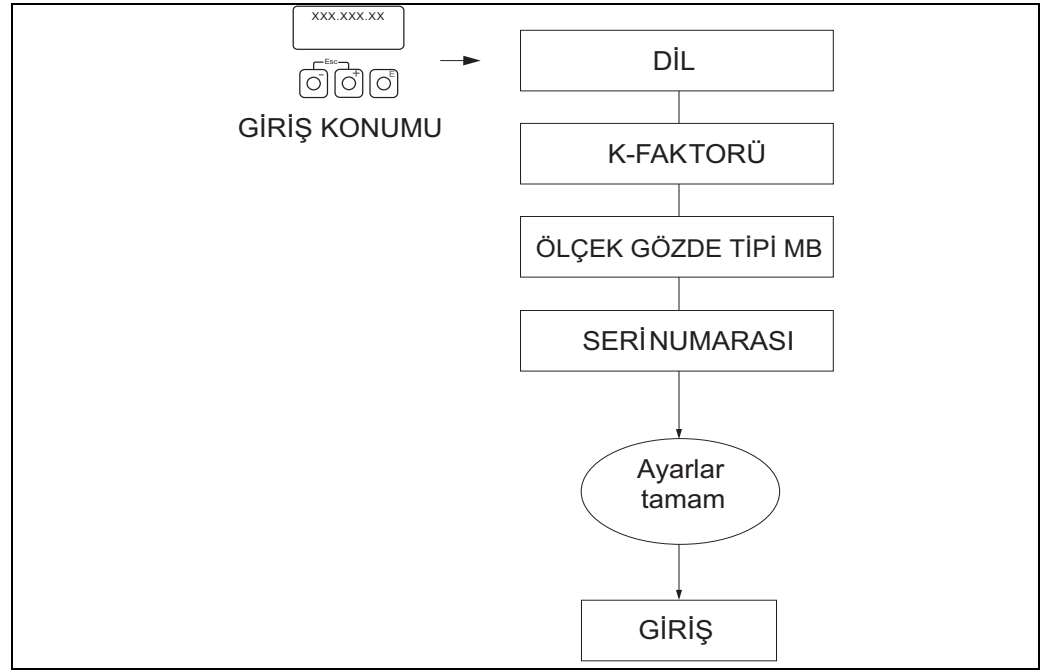 XXX.XXX.XX
Esc
- + E
GİRİŞ KONUMU
DİL
K-FAKTORÜ
ÖLÇEK GÖZDE TİPİ MB
SERİ NUMARASI
Ayarlar
tamam
GİRİŞ